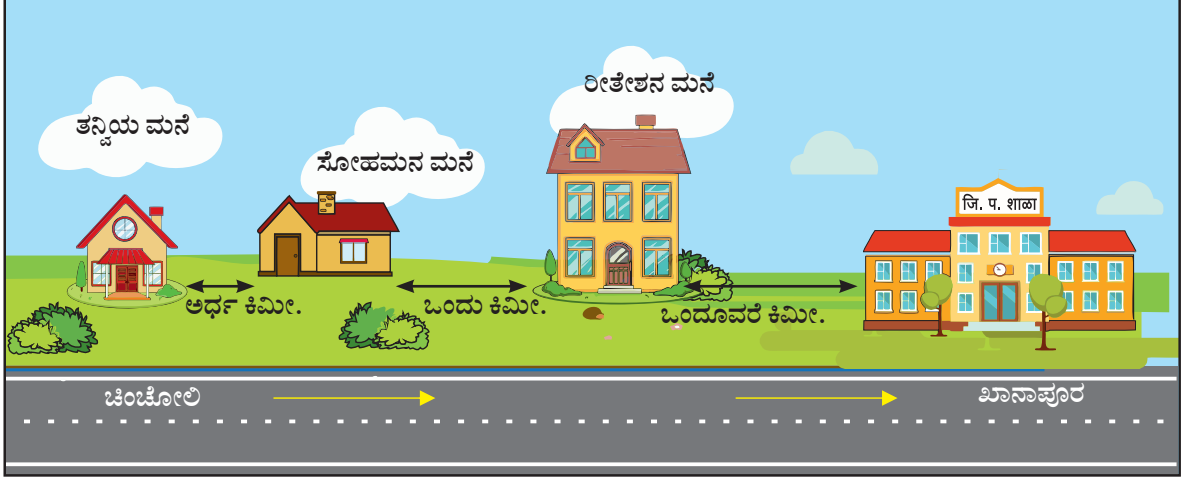 ರೀತೇಶನ ಮನೆ
ತನ್ವಿಯ ಮನೆ
ಸೋಹಮನ ಮನೆ
ಜಿ. ಪ. ಶಾಳಾ
ಅರ್ಧ ಕಿಮೀ.
ಒಂದು ಕಿಮೀ.
ಒಂದೂವರೆ ಕಿಮೀ.
ಚಿಂಚೋಲಿ
ಖಾನಾಪೂರ